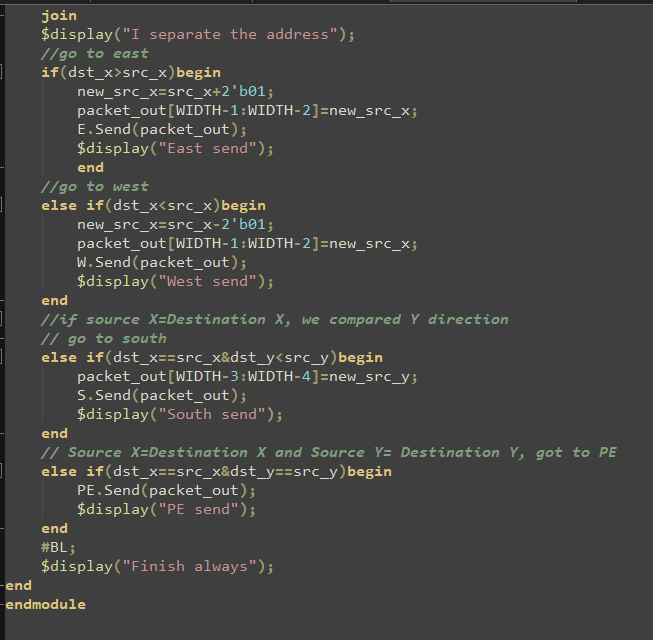 join
$display("I separate the address");
//go to east
if(dst_x>src_x)begin
new_src_x=src_x+2'b01;
packet_out[WIDTH-1:WIDTH-2]=new_src_x;
E.Send(packet_out);
$display("East send");
end
//go to west
else if(dst_x<src_x)begin
new_src_x=src_x-2'b01;
packet_out[WIDTH-1:WIDTH-2]=new_src_x;
W.Send(packet_out);
$display("West send");
end
//if source X=Destination X, we compared Y direction
// go to south
else if(dst_x==src_x&dst_y<src_y)begin
packet_out[WIDTH-3:WIDTH-4]=new_src_y;
S.Send(packet_out);
$display("South send");
end
// Source X=Destination X and Source Y= Destination Y, got to PE
else if(dst_x==src_x&dst_y==src_y)begin
PE.Send(packet_out);
$display("PE send");
end
#BL;
$display("Finish always");
end
endmodule